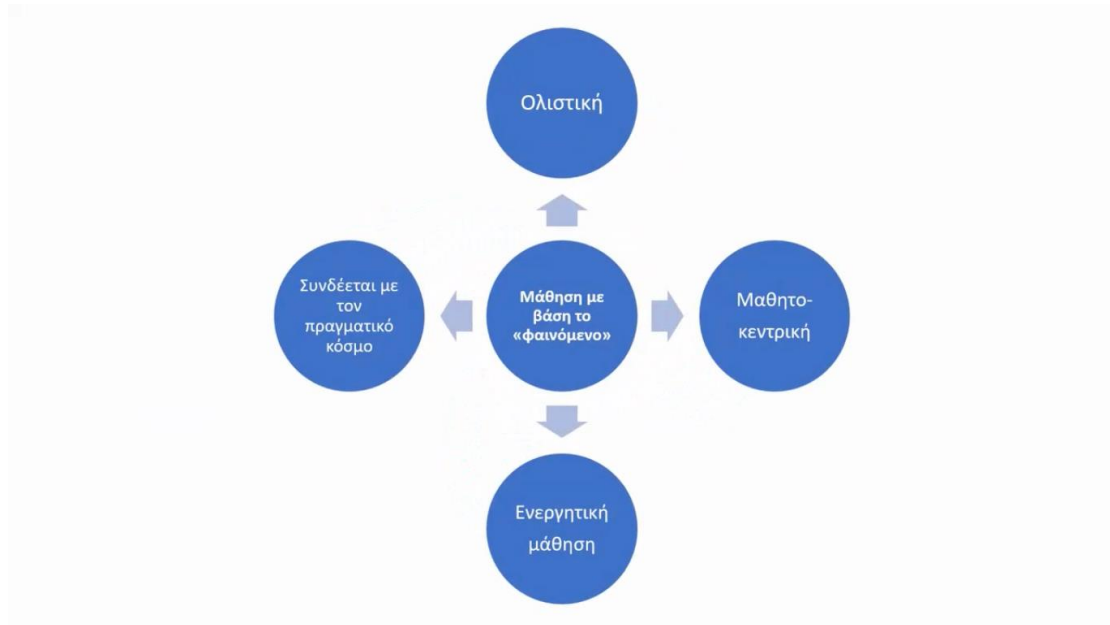 Ολιστική
Συνδέεται με
τον
πραγματικό
κόσμο
Μάθηση με
βάση το
«φαινόμενο»
Μαθητο-
κεντρική
Ενεργητική
μάθηση